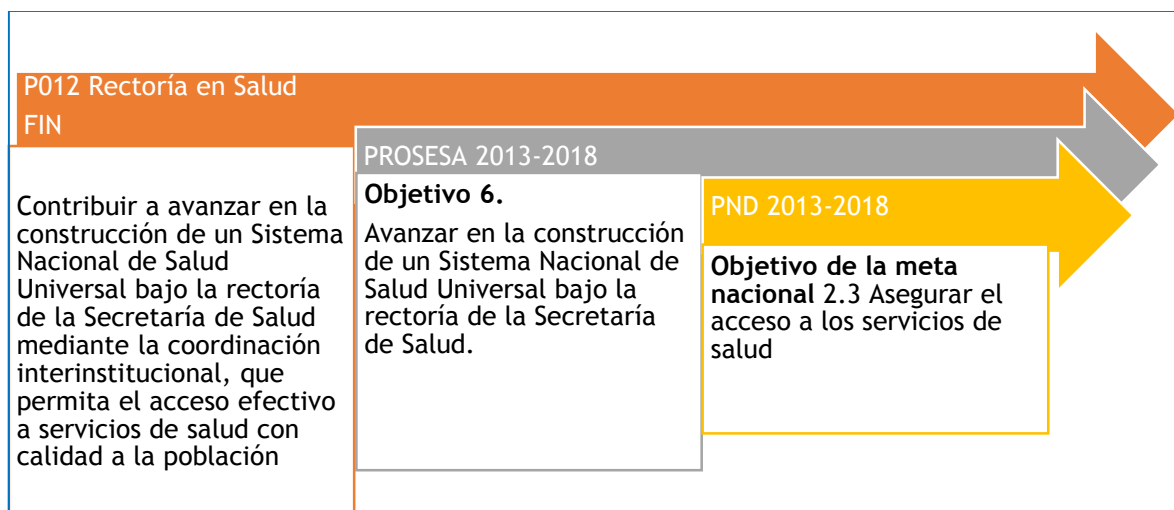 P012 Rectoría en Salud
FIN
Contribuir a avanzar en la
construcción de un Sistema
Nacional de Salud
Universal bajo la rectoría
de la Secretaría de Salud
mediante la coordinación
interinstitucional, que
permita el acceso efectivo
a servicios de salud con
calidad a la población
PROSESA 2013-2018
Objetivo 6.
Avanzar en la construcción
de un Sistema Nacional de
Salud Universal bajo la
rectoría de la Secretaría
de Salud.
PND 2013-2018
Objetivo de la meta
nacional 2.3 Asegurar el
acceso a los servicios de
salud